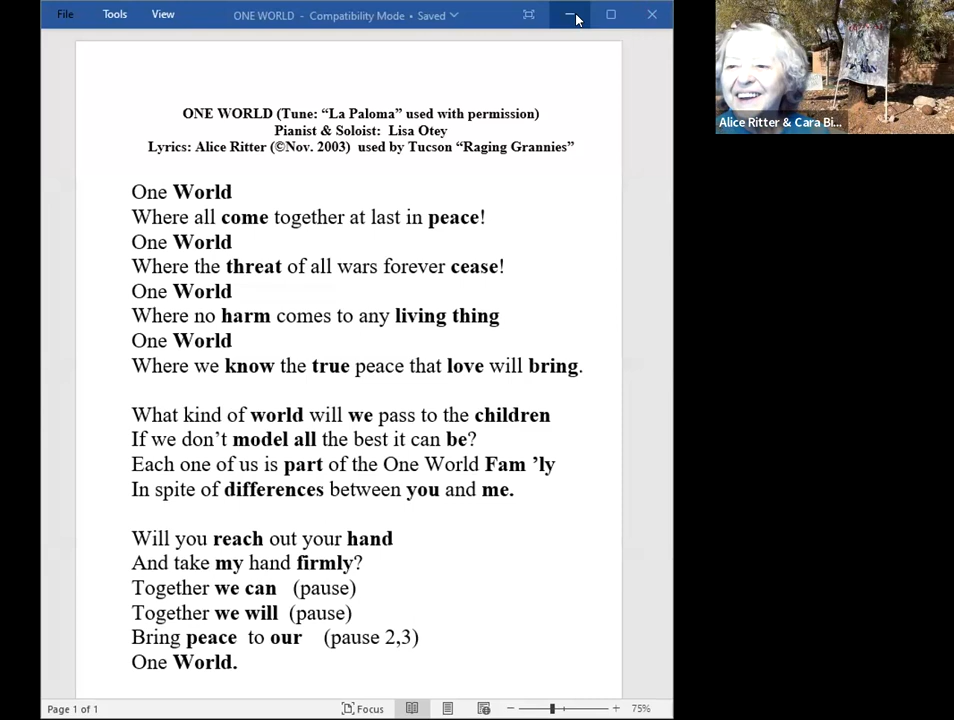 File Tools View ONE WORLD - Compatibility Mode • Saved
Alice Ritter & Cara Bi...
ONE WORLD (Tune: “La Paloma” used with permission)
Pianist & Soloist: Lisa Otey
Lyrics: Alice Ritter (©Nov. 2003) used by Tucson “Raging Grannies”
One World
Where all come together at last in peace!
One World
Where the threat of all wars forever cease!
One World
Where no harm comes to any living thing
One World
Where we know the true peace that love will bring.
What kind of world will we pass to the children
If we don’t model all the best it can be?
Each one of us is part of the One World Fam ’ly
In spite of differences between you and me.
Will you reach out your hand
And take my hand firmly?
Together we can (pause)
Together we will (pause)
Bring peace to our (pause 2,3)
One World.
Page 1 of 1 Focus 75%